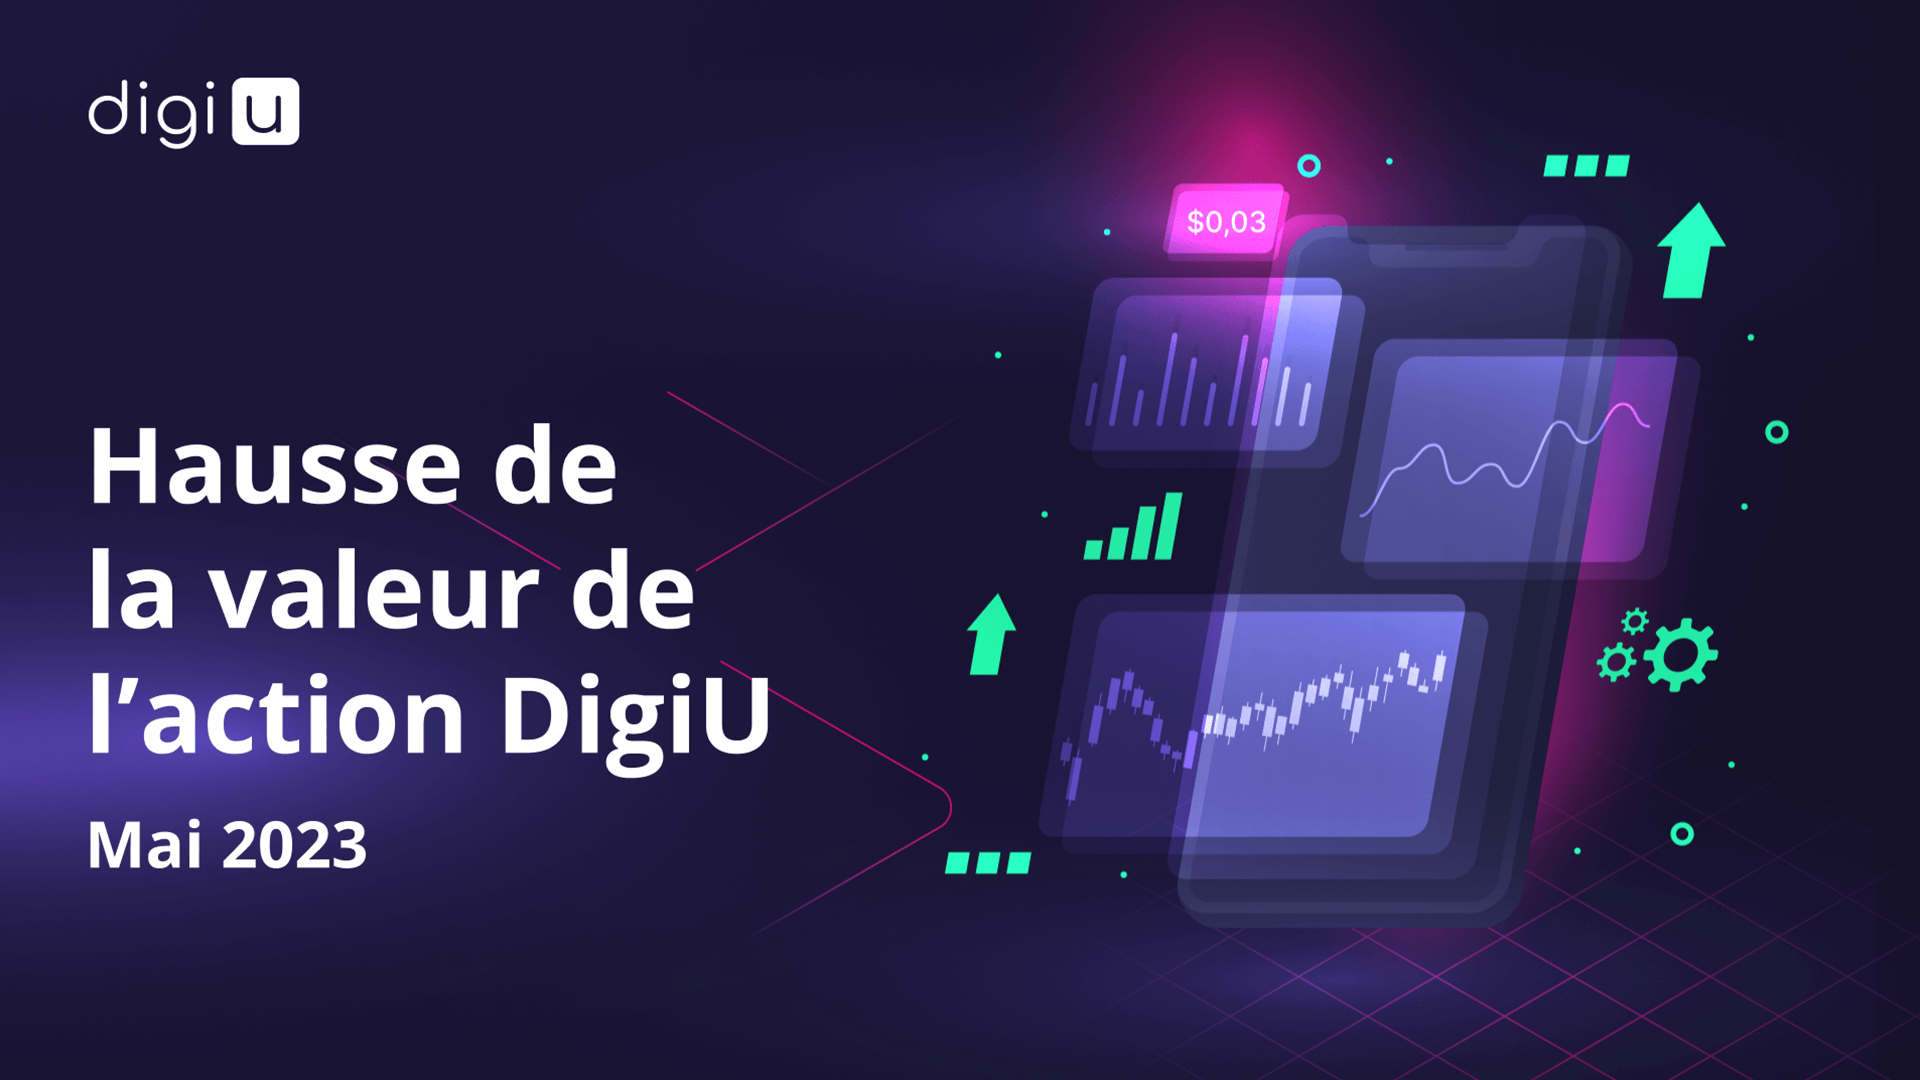 digi u
$0,03
Hausse de
la valeur de
l’action DigiU
Mai 2023